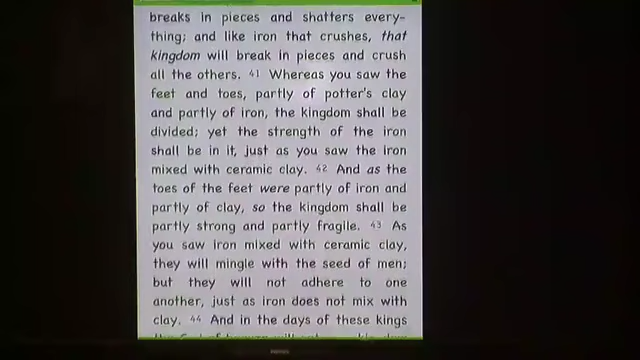 breaks in pieces and shatters every-
thing; and like iron that crushes, that
kingdom will break in pieces and crush
all the others. 41 Whereas you saw the
feet and toes, partly of potter's clay
and partly of iron, the kingdom shall be
divided; yet the strength of the iron
shall be in it, just as you saw the iron
mixed with ceramic clay. 42 And as the
toes of the feet were partly of iron and
partly of clay, so the kingdom shall be
partly strong and partly fragile. 43 As
you saw iron mixed with ceramic clay,
they will mingle with the seed of men;
but they will not adhere to one
another, just as iron does not mix with
clay. 44 And in the days of these kings